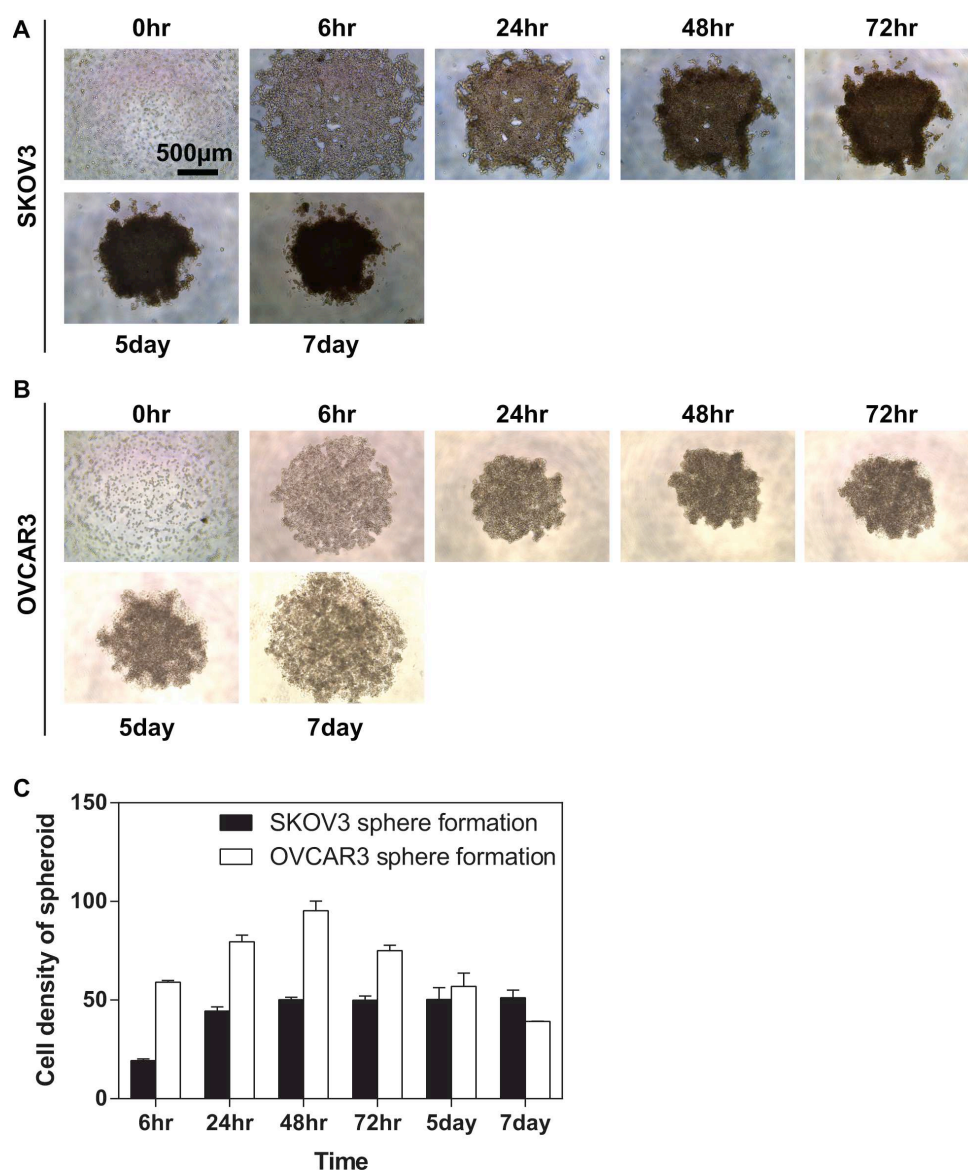 A
0hr 6hr 24hr 48hr 72hr
500µm
SKOV3
5day 7day
B
0hr 6hr 24hr 48hr 72hr
OVCAR3
5day 7day
C
150
SKOV3 sphere formation
OVCAR3 sphere formation
100
Cell density of spheroid
50
0
6hr 24hr 48hr 72hr 5day 7day
Time